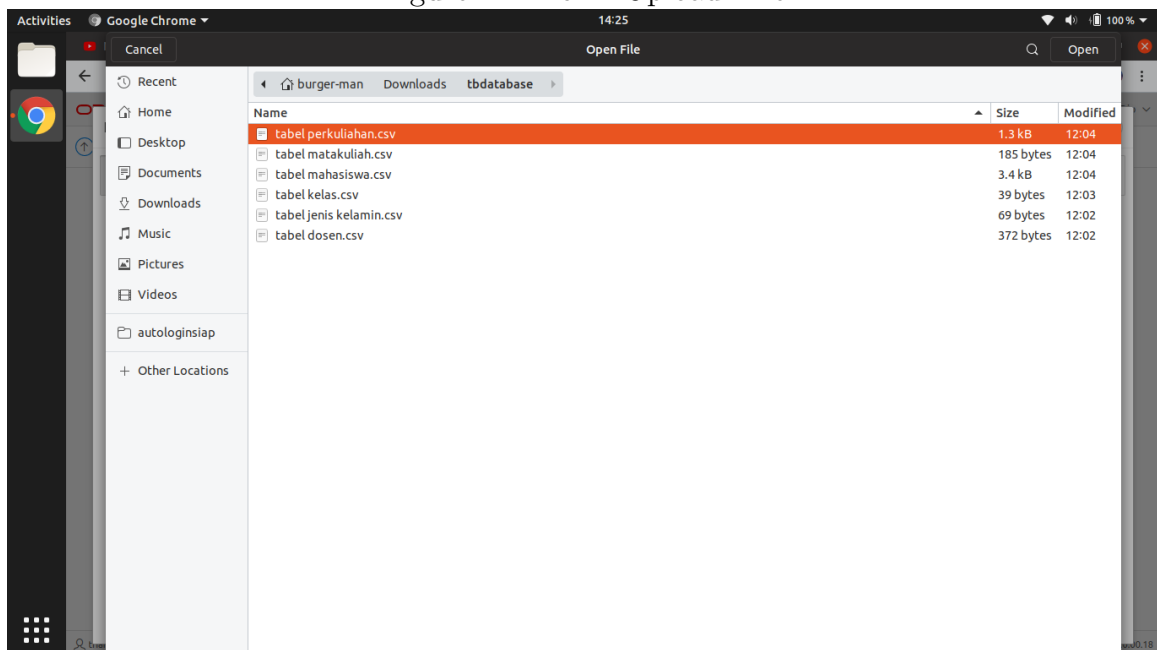 Activities Google Chrome 14:25 100 %
Cancel Open File Open
Recent
Home
Desktop
Documents
Downloads
Music
Pictures
Videos
autologinsiap
+ Other Locations
burger-man Downloads tbdatabase
Name Size Modified
tabel perkuliahan.csv 1.3 kB 12:04
tabel matakuliah.csv 185 bytes 12:04
tabel mahasiswa.csv 3.4 kB 12:04
tabel kelas.csv 39 bytes 12:03
tabel jenis kelamin.csv 69 bytes 12:02
tabel dosen.csv 372 bytes 12:02